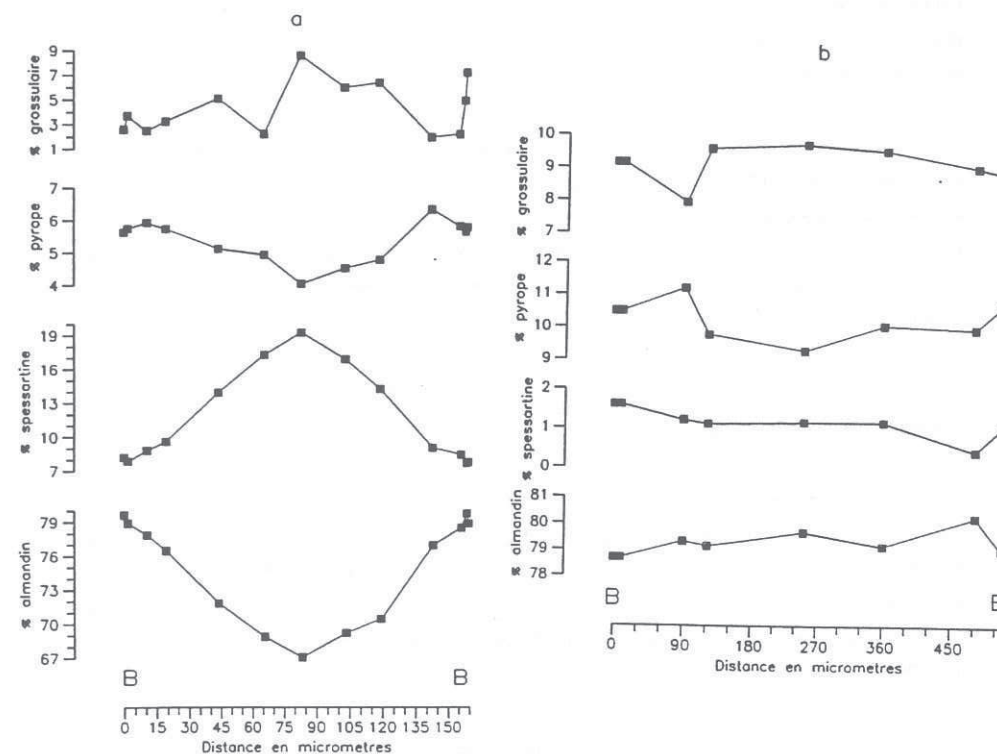 a
9
7
5
3
1
% grossulaire
7
6
5
4
% pyrope
19
16
13
10
7
% spessartine
79
76
73
70
67
% almandin
B B
0 15 30 45 60 75 90 105 120 135 150
Distance en micrometres
b
10
9
8
7
% grossulaire
12
11
10
9
% pyrope
2
1
0
% spessartine
81
80
79
78
% almandin
B
0 90 180 270 360 450
Distance en micrometres